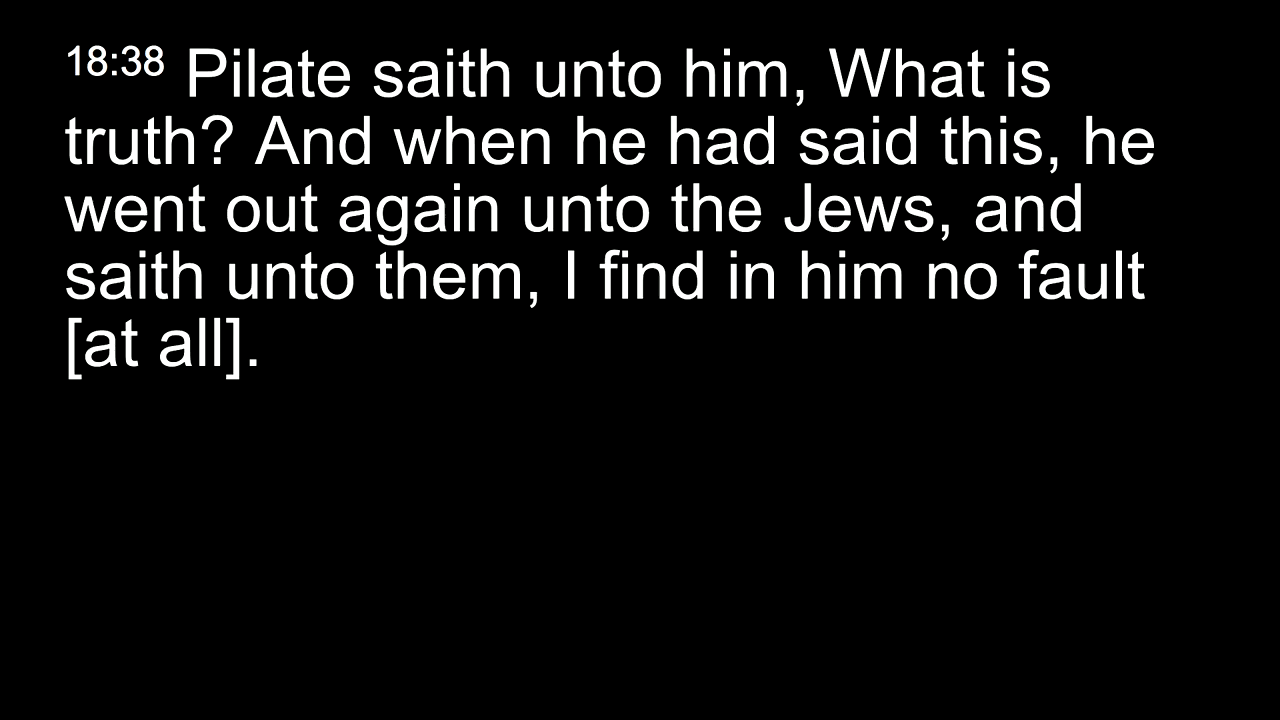 18:38 Pilate saith unto him, What is
truth? And when he had said this, he
went out again unto the Jews, and
saith unto them, I find in him no fault
[at all].